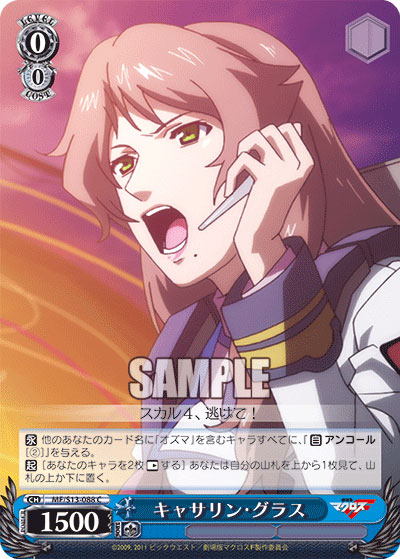 LEVEL
0
0
COST
SAMPLE
スカル4、逃げて!
永 他のあなたのカード名に「オズマ」を含むキャラすべてに、『自 アンコール
[②]』を与える。
起 [あなたのキャラを2枚 する] あなたは自分の山札を上から1枚見て、山
札の上か下に置く。
CH MF/S13-088 C
1500
キャサリン・グラス
マクロスF
©2009, 2011 ビックウエスト/劇場版マクロスF製作委員会